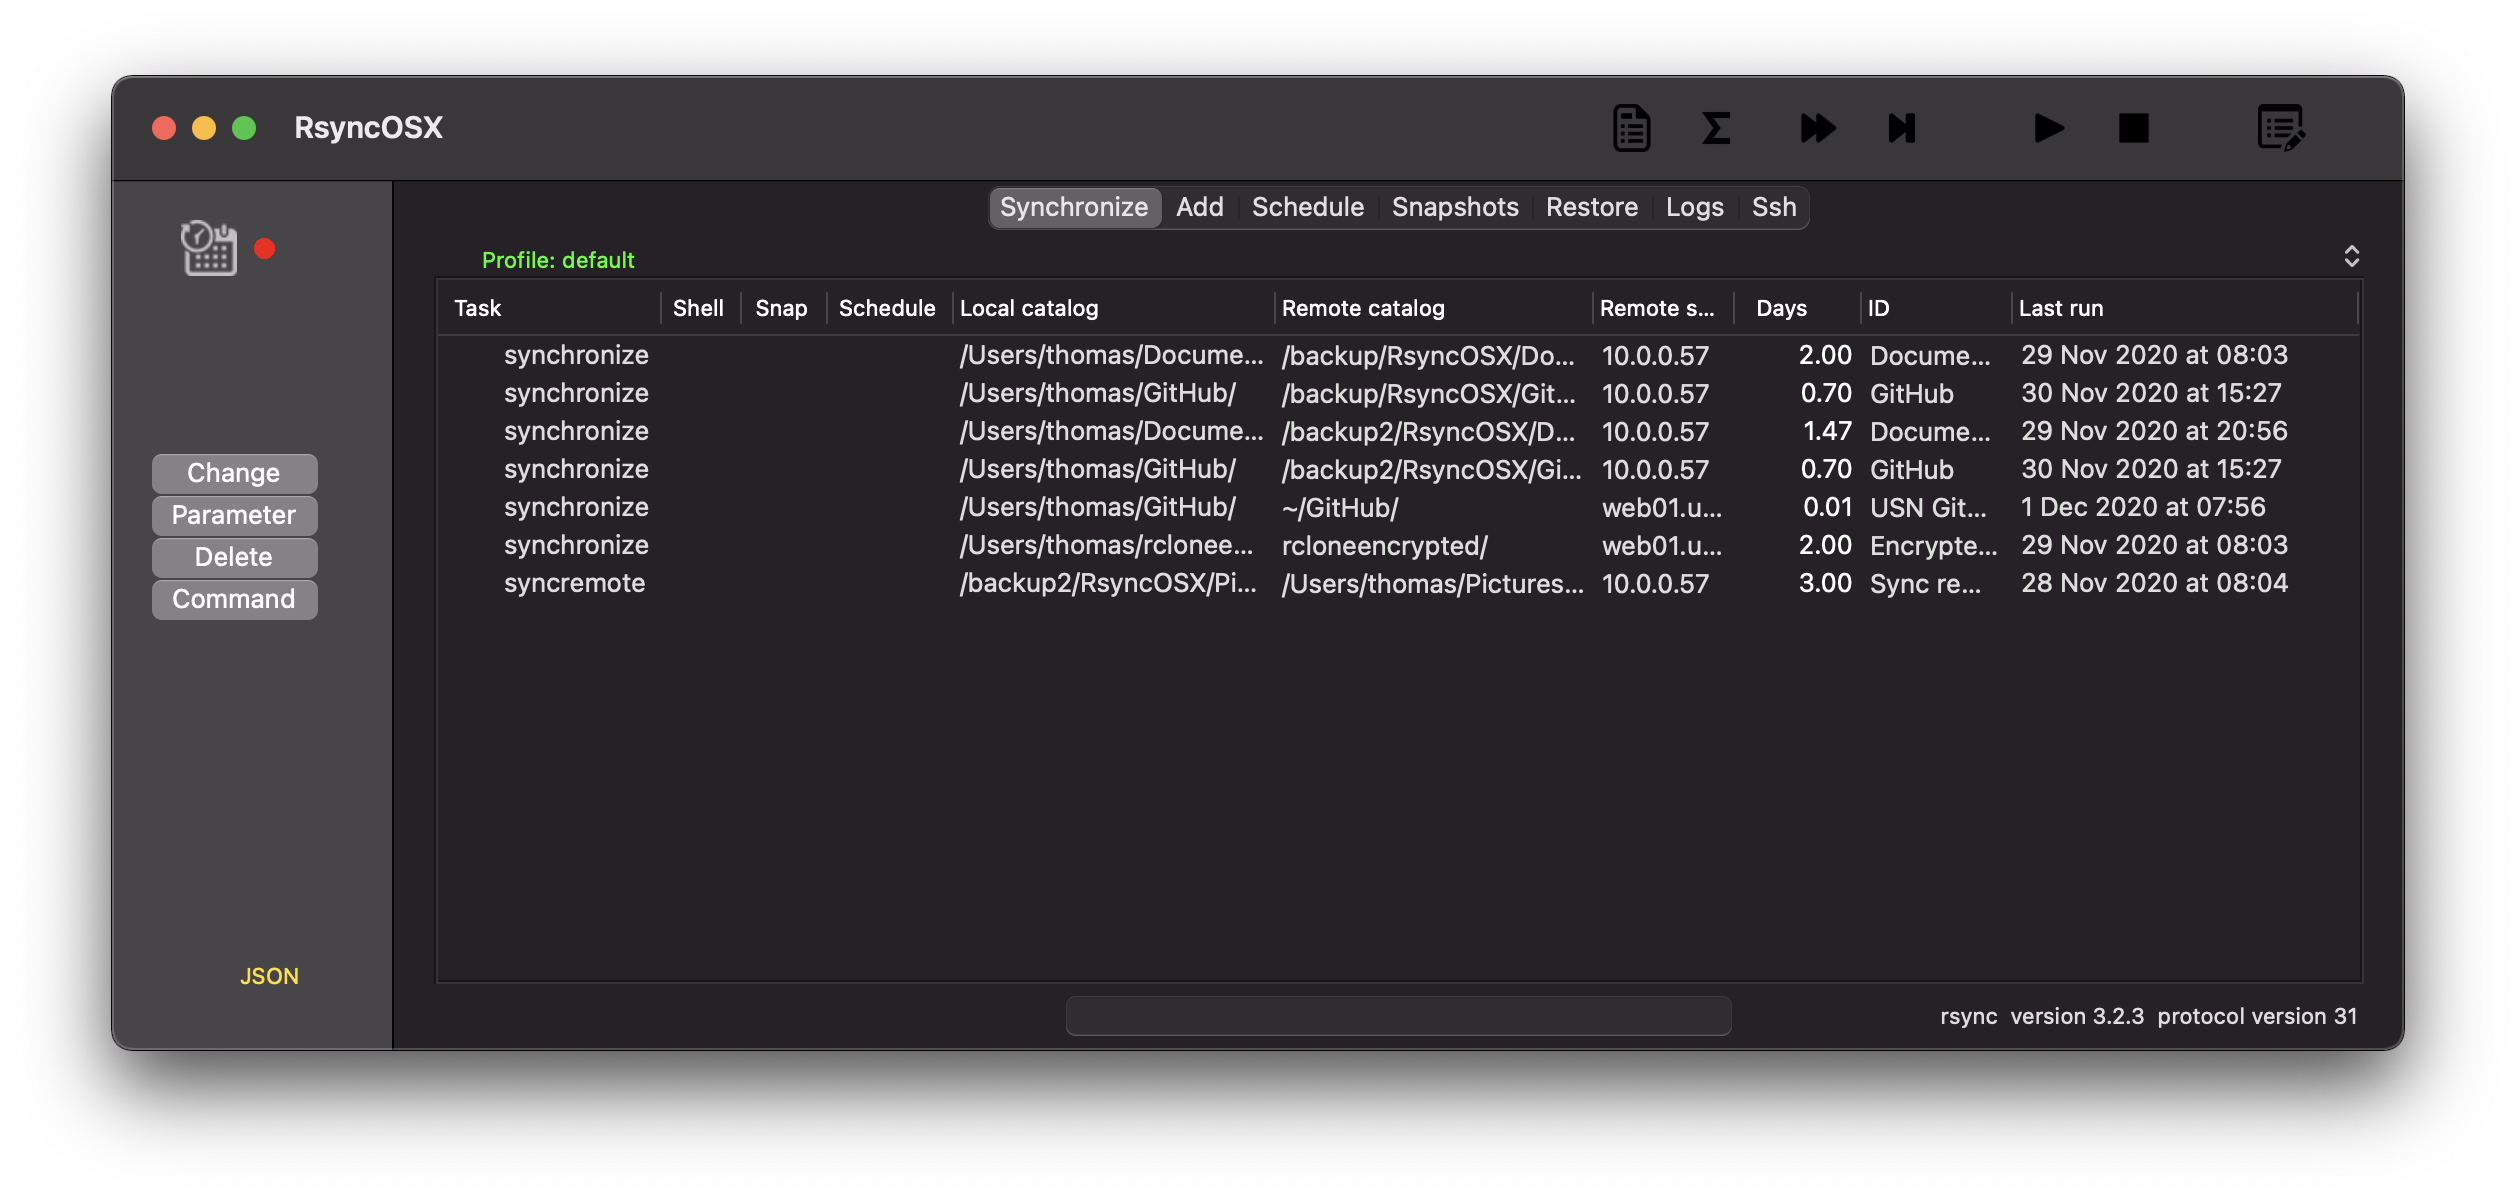 RsyncOSX
Synchronize Add Schedule Snapshots Restore Logs Ssh
Profile: default
Task Shell Snap Schedule Local catalog Remote catalog Remote s... Days ID Last run
synchronize /Users/thomas/Docume... /backup/RsyncOSX/Do... 10.0.0.57 2.00 Docume... 29 Nov 2020 at 08:03
synchronize /Users/thomas/GitHub/ /backup/RsyncOSX/Git... 10.0.0.57 0.70 GitHub 30 Nov 2020 at 15:27
synchronize /Users/thomas/Docume... /backup2/RsyncOSX/D... 10.0.0.57 1.47 Docume... 29 Nov 2020 at 20:56
synchronize /Users/thomas/GitHub/ /backup2/RsyncOSX/Gi... 10.0.0.57 0.70 GitHub 30 Nov 2020 at 15:27
synchronize /Users/thomas/GitHub/ ~/GitHub/ web01.u... 0.01 USN Git... 1 Dec 2020 at 07:56
synchronize /Users/thomas/rclonee... rcloneencrypted/ web01.u... 2.00 Encrypte... 29 Nov 2020 at 08:03
syncremote /backup2/RsyncOSX/Pi... /Users/thomas/Pictures... 10.0.0.57 3.00 Sync re... 28 Nov 2020 at 08:04
Change
Parameter
Delete
Command
JSON
rsync version 3.2.3 protocol version 31